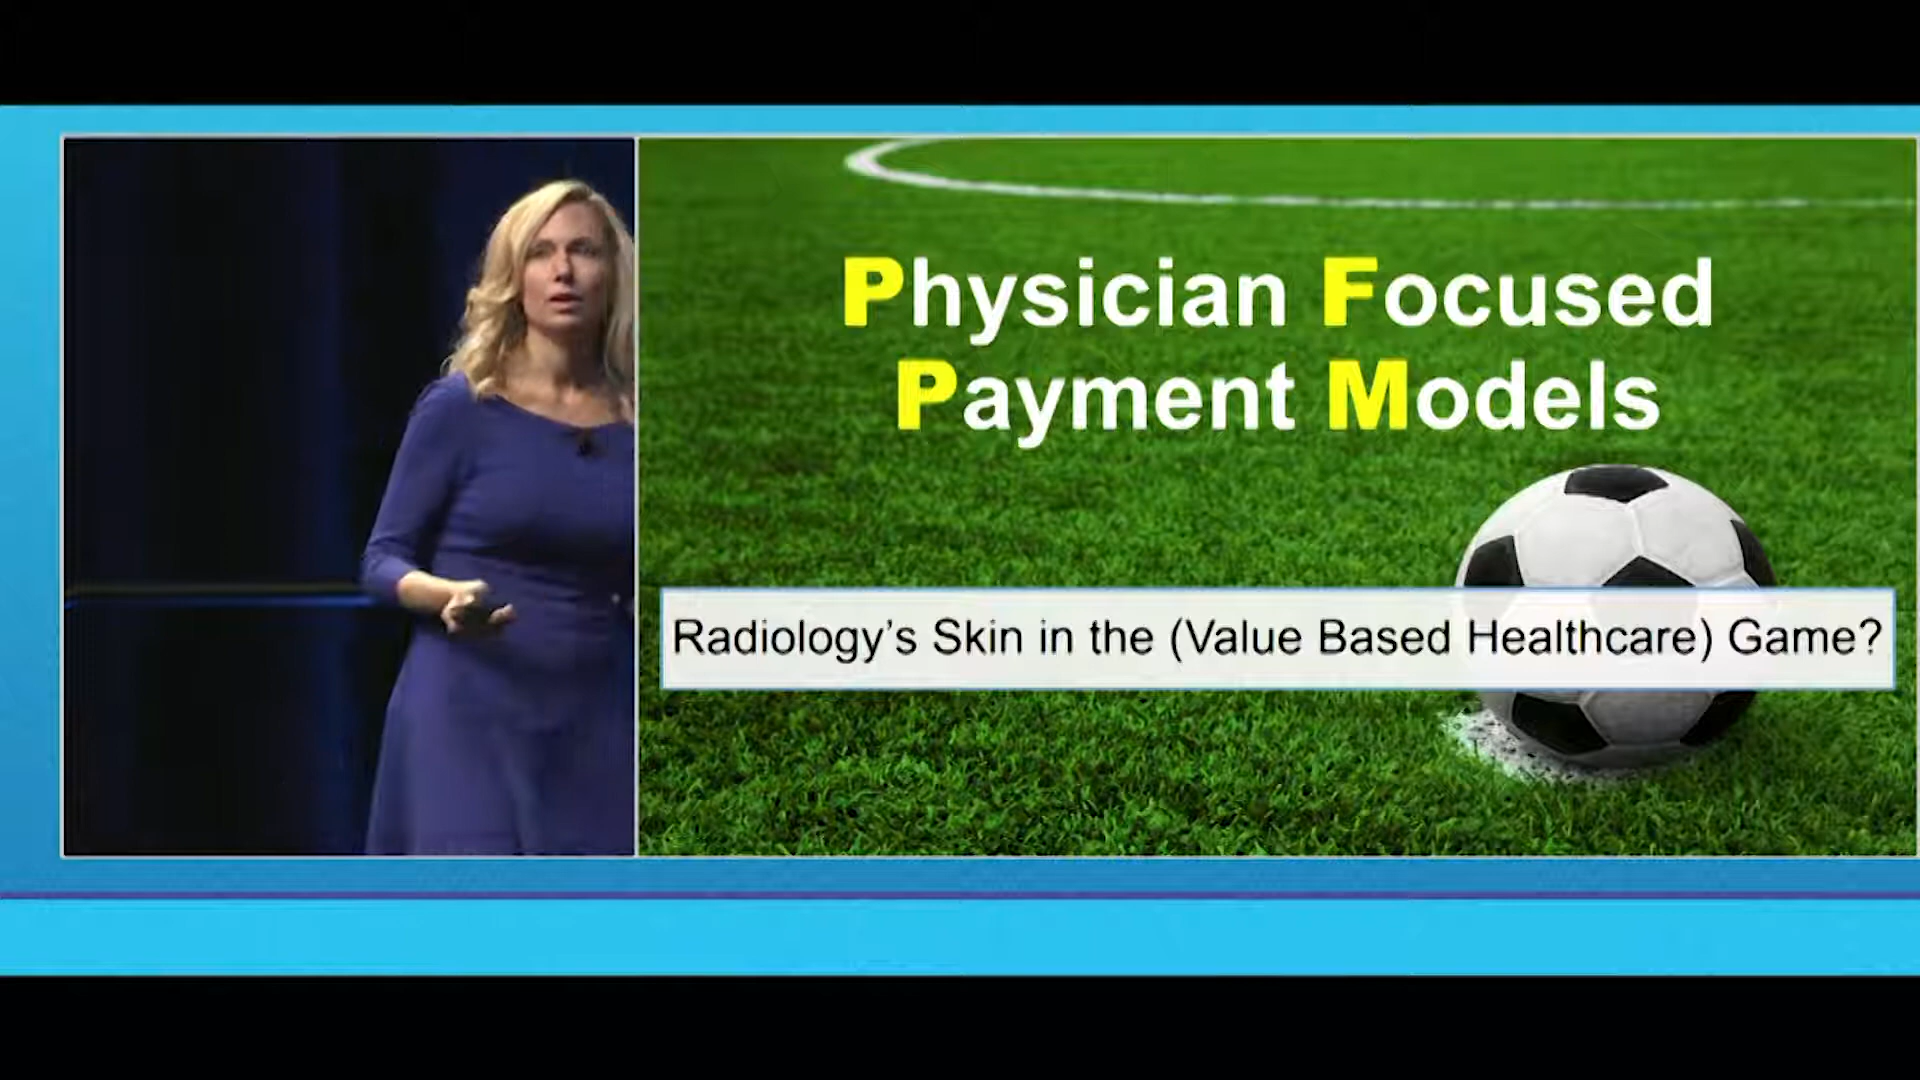 Physician Focused
Payment Models
Radiology's Skin in the (Value Based Healthcare) Game?